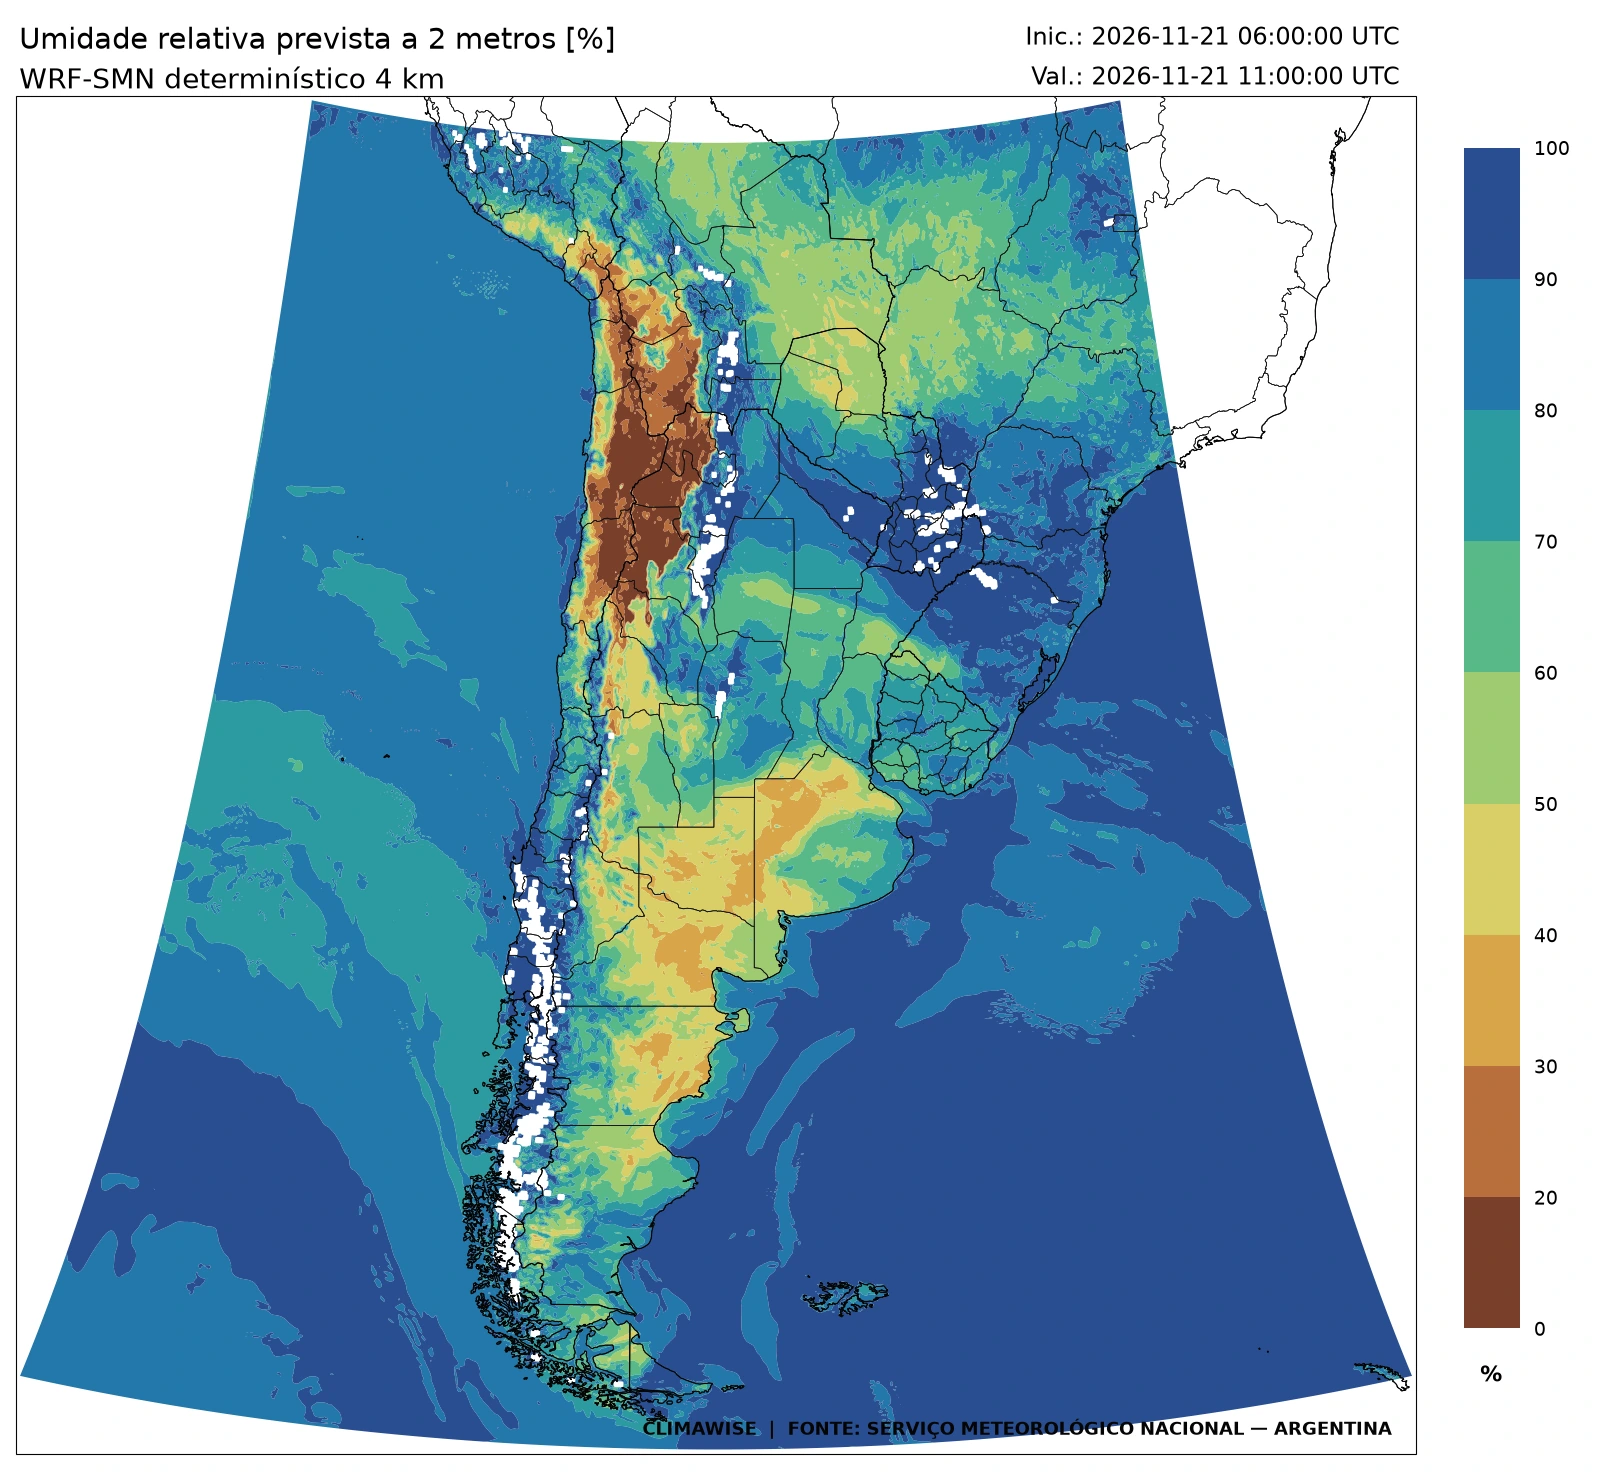 Umidade relativa prevista a 2 metros [%]
WRF-SMN determinístico 4 km
Inic.: 2026-11-21 06:00:00 UTC
Val.: 2026-11-21 11:00:00 UTC
100
90
80
70
60
50
40
30
20
0
%
CLIMAWISE | FONTE: SERVIÇO METEOROLÓGICO NACIONAL — ARGENTINA